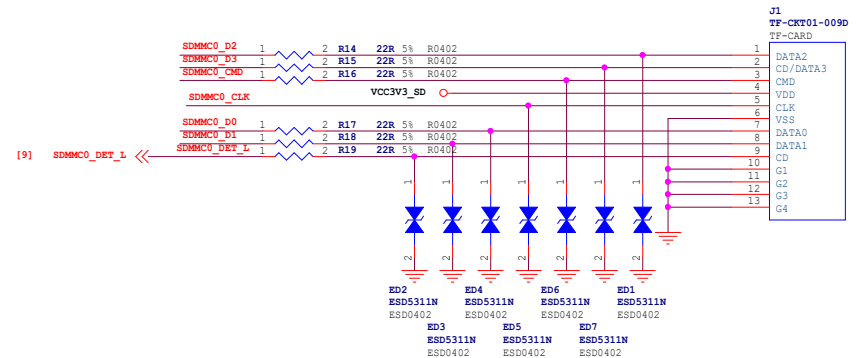 J1
TF-CKT01-009D
TF-CARD
SDMMC0_D2 1 2 R14 22R 5% R0402 1 DATA2
SDMMC0_D3 1 2 R15 22R 5% R0402 2 CD/DATA3
SDMMC0_CMD 1 2 R16 22R 5% R0402 3 CMD
VCC3V3_SD 4 VDD
SDMMC0_CLK 5 CLK
6 VSS
SDMMC0_D0 1 2 R17 22R 5% R0402 7 DATA0
SDMMC0_D1 1 2 R18 22R 5% R0402 8 DATA1
[9] SDMMC0_DET_L SDMMC0_DET_L 1 2 R19 22R 5% R0402 9 CD
10 G1
11 G2
12 G3
13 G4
1 1 1 1 1 1 1
2 2 2 2 2 2 2
ED2 ED4 ED6 ED1
ESD5311N ESD5311N ESD5311N ESD5311N
ESD0402 ESD0402 ESD0402 ESD0402
ED3 ED5 ED7
ESD5311N ESD5311N ESD5311N
ESD0402 ESD0402 ESD0402